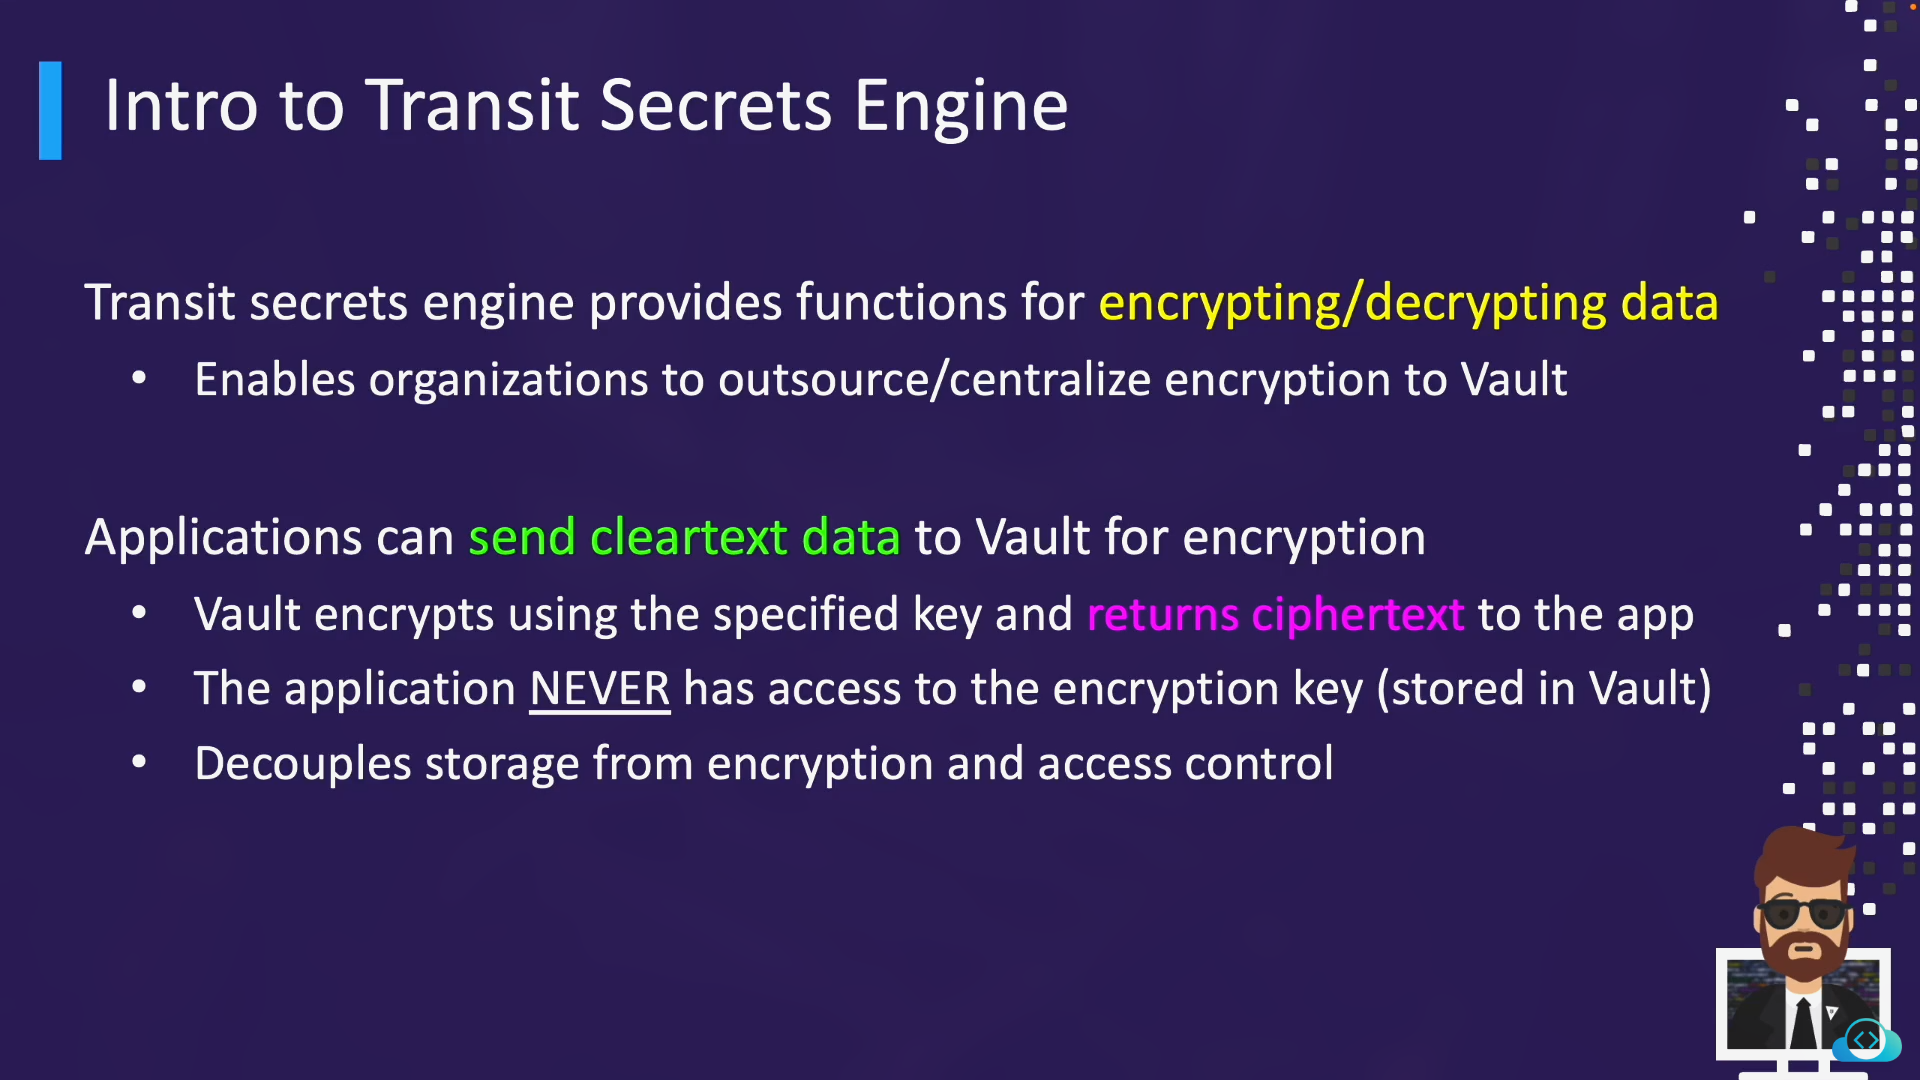 Intro to Transit Secrets Engine
Transit secrets engine provides functions for encrypting/decrypting data
• Enables organizations to outsource/centralize encryption to Vault
Applications can send cleartext data to Vault for encryption
• Vault encrypts using the specified key and returns ciphertext to the app
• The application NEVER has access to the encryption key (stored in Vault)
• Decouples storage from encryption and access control